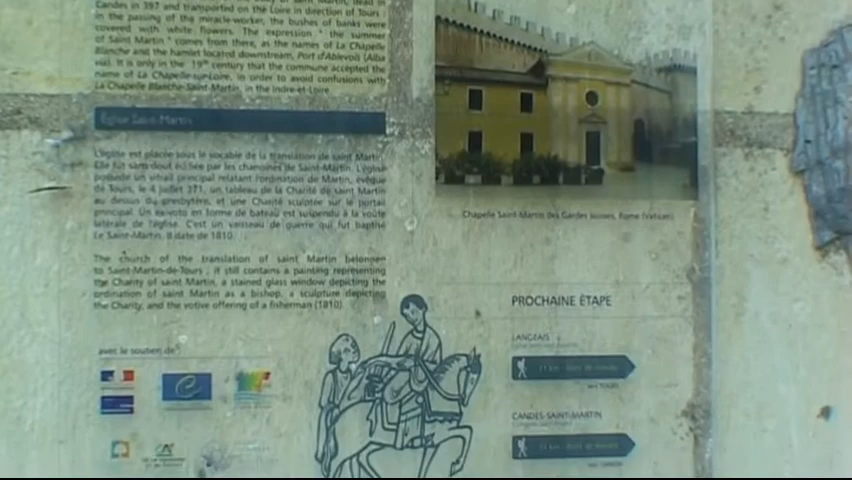 Candes in 397 and transported on the Loire in direction of Tours :
in the passing of the miracle-worker, the bushes of banks were
covered with white flowers. The expression " the summer
of Saint Martin " comes from there, as the names of La Chapelle
Blanche and the hamlet located downstream, Port d'Ablevois (Alba
via). It is only in the 19th century that the commune accepted the
name of La Chapelle-sur-Loire, in order to avoid confusions with
La Chapelle Blanche-Saint-Martin, in the Indre-et-Loire.
Église Saint-Martin
L'église est placée sous le vocable de la translation de saint Martin.
Elle fut sans doute édifiée par les chanoines de Saint-Martin. L'église
possède un vitrail principal relatant l'ordination de Martin, évêque
de Tours, le 4 juillet 371, un tableau de la Charité de saint Martin
au dessus du presbytère, et une Charité sculptée sur le portail
principal. Un ex-voto en forme de bateau est suspendu à la voûte
latérale de l'église. C'est un vaisseau de guerre qui fut baptisé
Le Saint-Martin. Il date de 1810.
The church of the translation of saint Martin belonged
to Saint-Martin-de-Tours ; it still contains a painting representing
the Charity of saint Martin, a stained glass window depicting the
ordination of saint Martin as a bishop, a sculpture depicting
the Charity, and the votive offering of a fisherman (1810).
avec le soutien de
Chapelle Saint-Martin des Gardes suisses, Rome (Vatican)
PROCHAINE ÉTAPE
LANGEAIS
vers TOURS
CANDES-SAINT-MARTIN